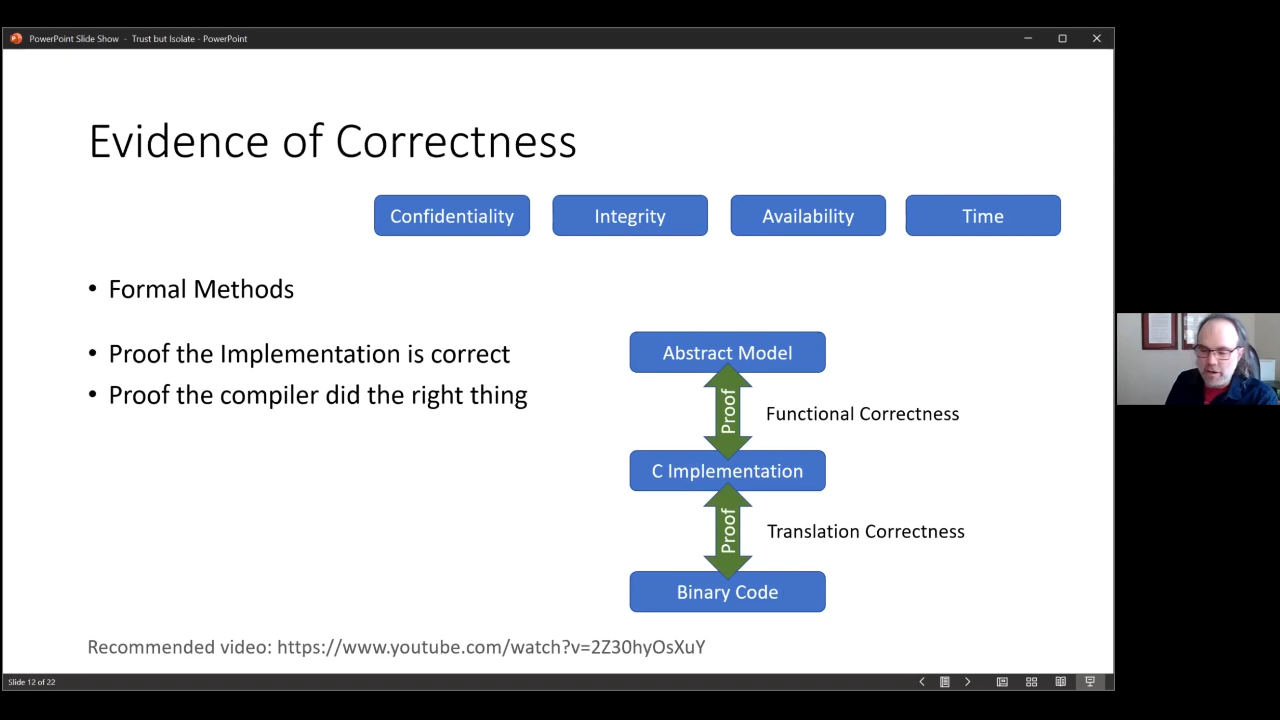 PowerPoint Slide Show - Trust but Isolate - PowerPoint
Evidence of Correctness
Confidentiality
Integrity
Availability
Time
• Formal Methods
• Proof the Implementation is correct
• Proof the compiler did the right thing
Abstract Model
Proof
Functional Correctness
C Implementation
Proof
Translation Correctness
Binary Code
Recommended video: https://www.youtube.com/watch?v=2Z30hyOsXuY
Slide 12 of 22